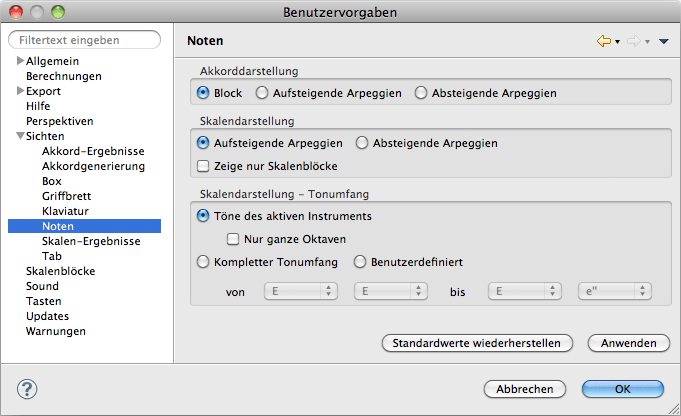 Benutzervorgaben
Filtertext eingeben
Allgemein
Berechnungen
Export
Hilfe
Perspektiven
Sichten
Akkord-Ergebnisse
Akkordgenerierung
Box
Griffbrett
Klaviatur
Noten
Skalen-Ergebnisse
Tab
Skalenblöcke
Sound
Tasten
Updates
Warnungen
Noten
Akkorddarstellung
Block Aufsteigende Arpeggien Absteigende Arpeggien
Skalendarstellung
Aufsteigende Arpeggien Absteigende Arpeggien
Zeige nur Skalenblöcke
Skalendarstellung - Tonumfang
Töne des aktiven Instruments
Nur ganze Oktaven
Kompletter Tonumfang Benutzerdefiniert
von E E bis E e"
Standardwerte wiederherstellen Anwenden
? Abbrechen OK